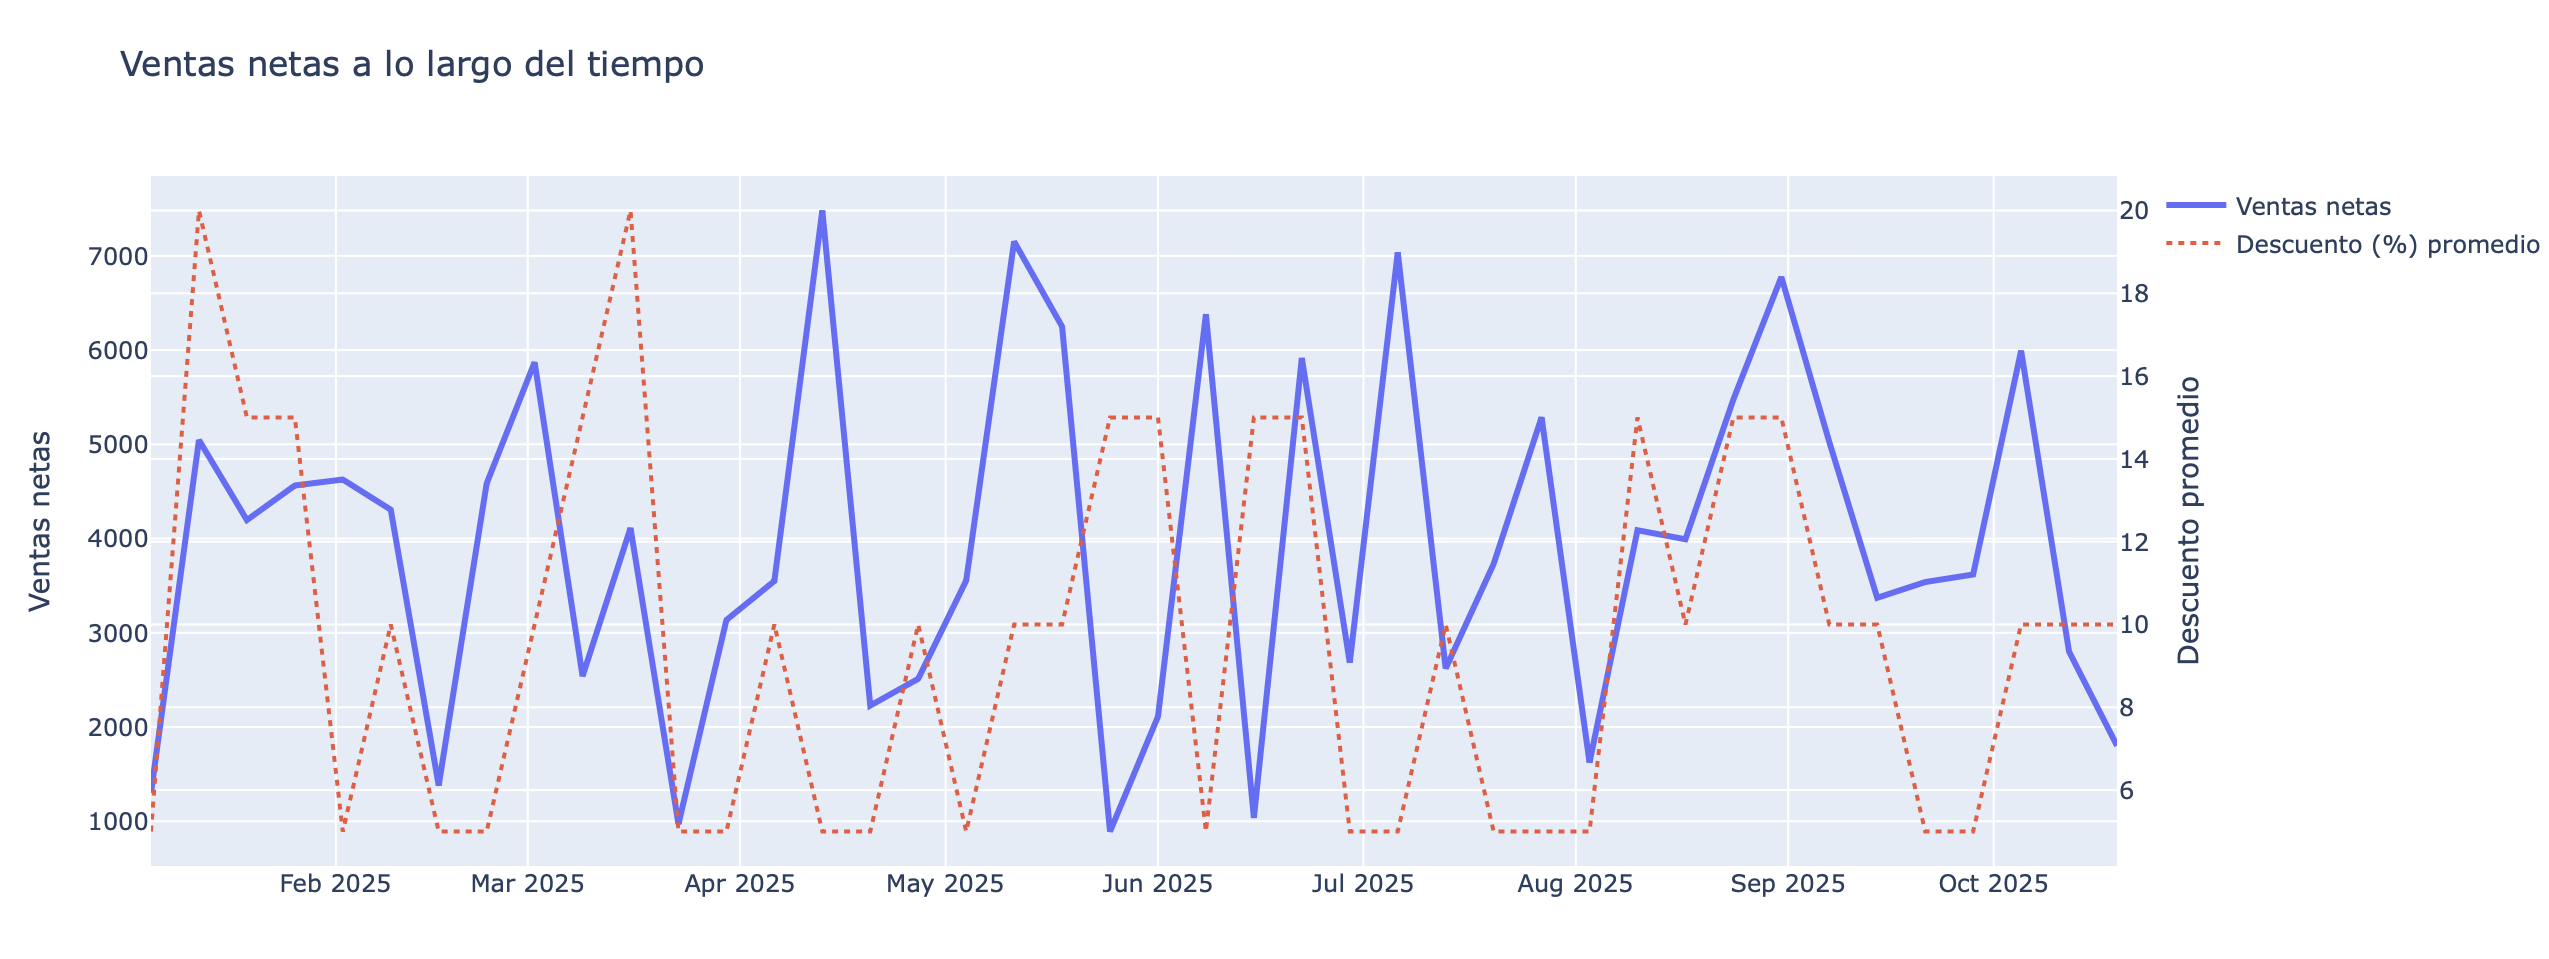 Ventas netas a lo largo del tiempo
Ventas netas
Descuento (%) promedio
7000
6000
5000
4000
3000
2000
1000
Ventas netas
20
18
16
14
12
10
8
6
Descuento promedio
Feb 2025
Mar 2025
Apr 2025
May 2025
Jun 2025
Jul 2025
Aug 2025
Sep 2025
Oct 2025